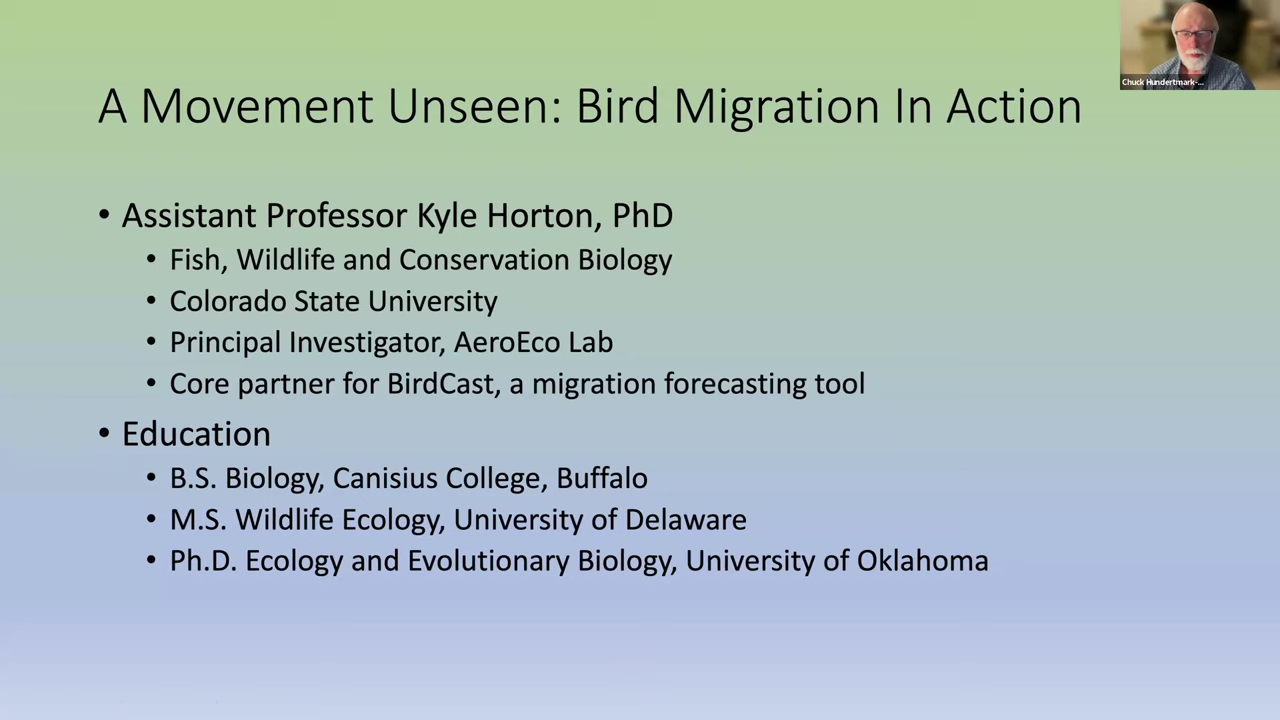 A Movement Unseen: Bird Migration In Action
Chuck Hundertmark-...
• Assistant Professor Kyle Horton, PhD
• Fish, Wildlife and Conservation Biology
• Colorado State University
• Principal Investigator, AeroEco Lab
• Core partner for BirdCast, a migration forecasting tool
• Education
• B.S. Biology, Canisius College, Buffalo
• M.S. Wildlife Ecology, University of Delaware
• Ph.D. Ecology and Evolutionary Biology, University of Oklahoma